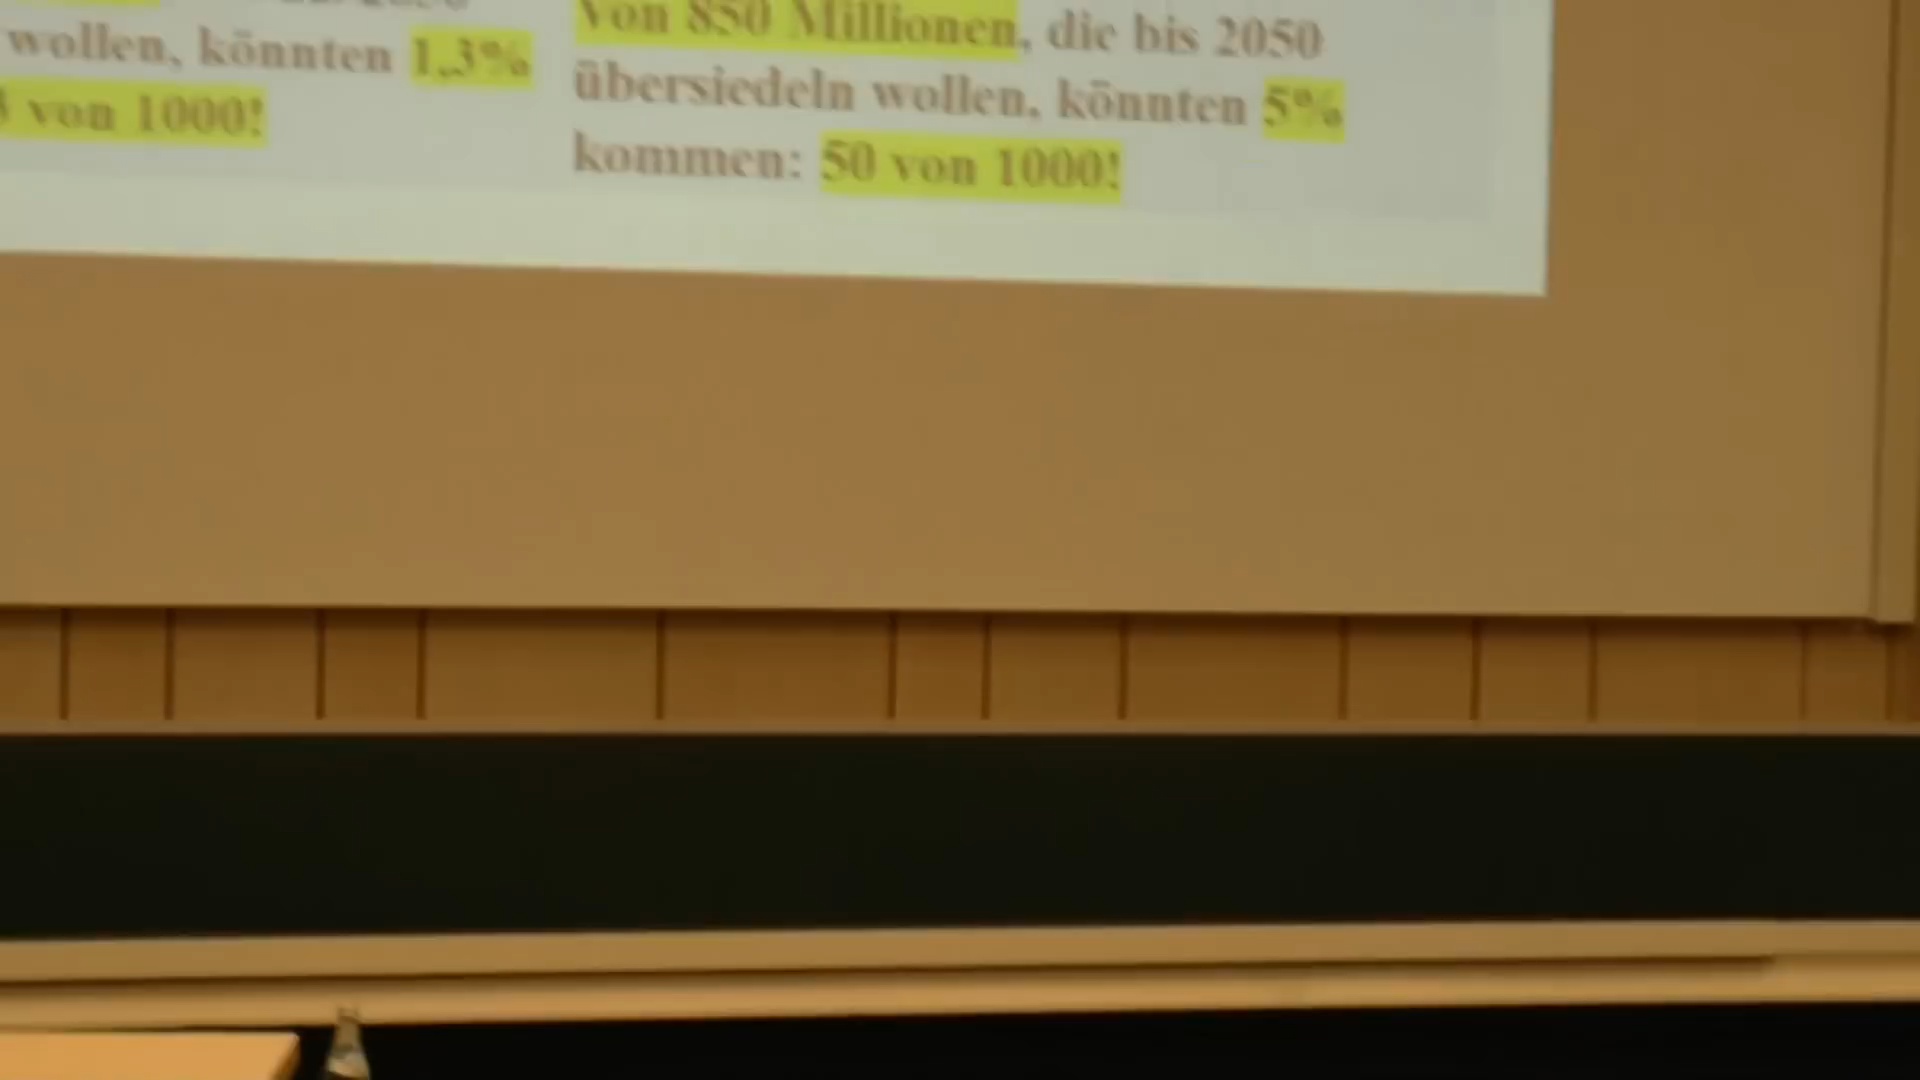 wollen, könnten 1,3%
von 1000!
Von 850 Millionen, die bis 2050
übersiedeln wollen, könnten 5%
kommen: 50 von 1000!